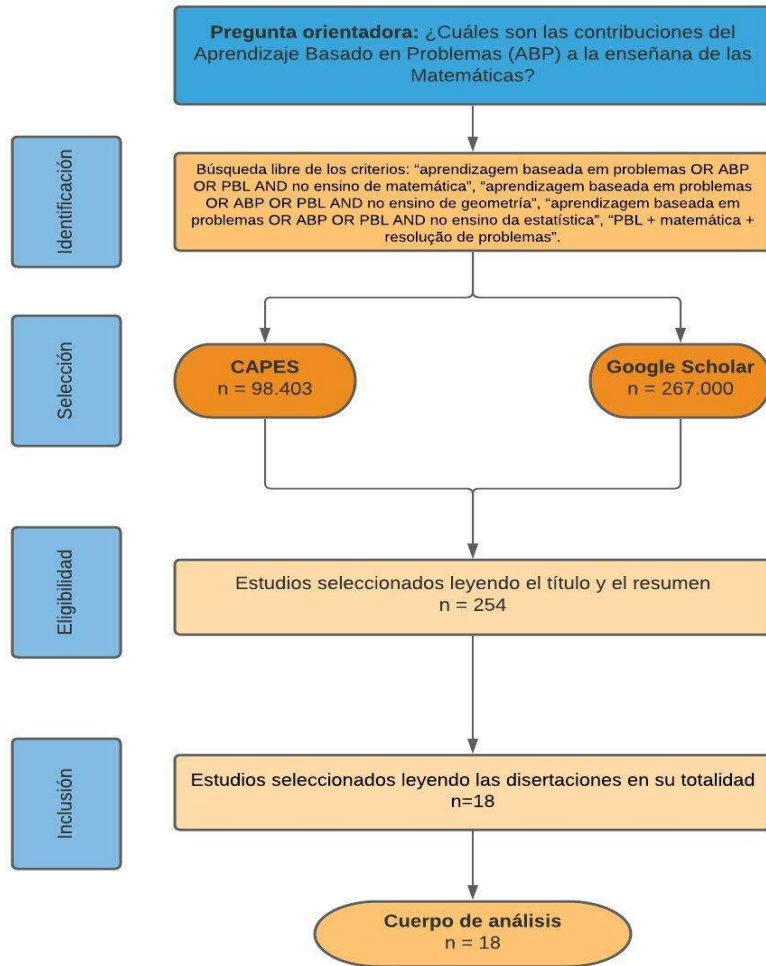 Pregunta orientadora: ¿Cuáles son las contribuciones del
Aprendizaje Basado en Problemas (ABP) a la enseñana de las
Matemáticas?
Identificación
Búsqueda libre de los criterios: “aprendizagem baseada em problemas OR ABP
OR PBL AND no ensino de matemática”, “aprendizagem baseada em problemas
OR ABP OR PBL AND no ensino de geometría”, “aprendizagem baseada em
problemas OR ABP OR PBL AND no ensino da estatística”, “PBL + matemática +
resolução de problemas”.
Selección
CAPES
n = 98.403
Google Scholar
n = 267.000
Eligibilidad
Estudios seleccionados leyendo el título y el resumen
n = 254
Inclusión
Estudios seleccionados leyendo las disertaciones en su totalidad
n=18
Cuerpo de análisis
n = 18